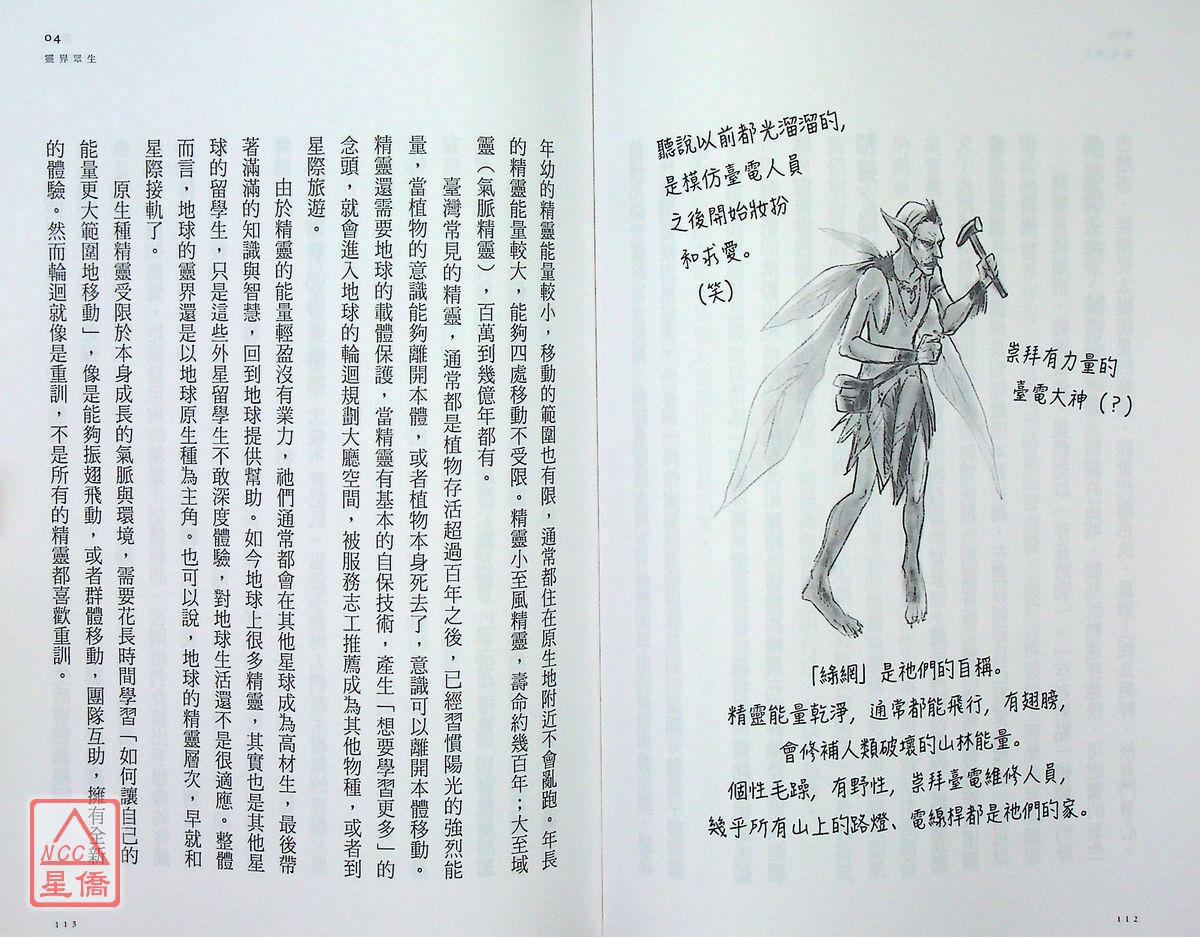 聽說以前都光溜溜的,
是模仿臺電人員
之後開始妝扮
和求愛。
(笑)
崇拜有力量的
臺電大神(?)
「綠網」是祂們的自稱。
精靈能量乾淨,通常都能飛行,有翅膀,
會修補人類破壞的山林能量。
個性毛躁,有野性,崇拜臺電維修人員,
幾乎所有山上的路燈、電線桿都是祂們的家。
112
04
靈界眾生
年幼的精靈能量較小,移動的範圍也有限,通常都住在原生地附近不會亂跑。年長
的精靈能量較大,能夠四處移動不受限。精靈小至風精靈,壽命約幾百年;大至域
靈(氣脈精靈),百萬到幾億年都有。
臺灣常見的精靈,通常都是植物存活超過百年之後,已經習慣陽光的強烈能
量,當植物的意識能夠離開本體,或者植物本身死去了,意識可以離開本體移動。
精靈還需要地球的載體保護,當精靈有基本的自保技術,產生「想要學習更多」的
念頭,就會進入地球的輪迴規劃大廳空間,被服務志工推薦成為其他物種,或者到
星際旅遊。
由於精靈的能量輕盈沒有業力,祂們通常都會在其他星球成為高材生,最後帶
著滿滿的知識與智慧,回到地球提供幫助。如今地球上很多精靈,其實也是其他星
球的留學生,只是這些外星留學生不敢深度體驗,對地球生活還不是很適應。整體
而言,地球的靈界還是以地球原生種為主角。也可以說,地球的精靈層次,早就和
星際接軌了。
原生種精靈受限於本身成長的氣脈與環境,需要花長時間學習「如何讓自己的
能量更大範圍地移動」,像是能夠振翅飛動,或者群體移動,團隊互助,擁有全新
的體驗。然而輪迴就像是重訓,不是所有的精靈都喜歡重訓。
NCC
星僑
113